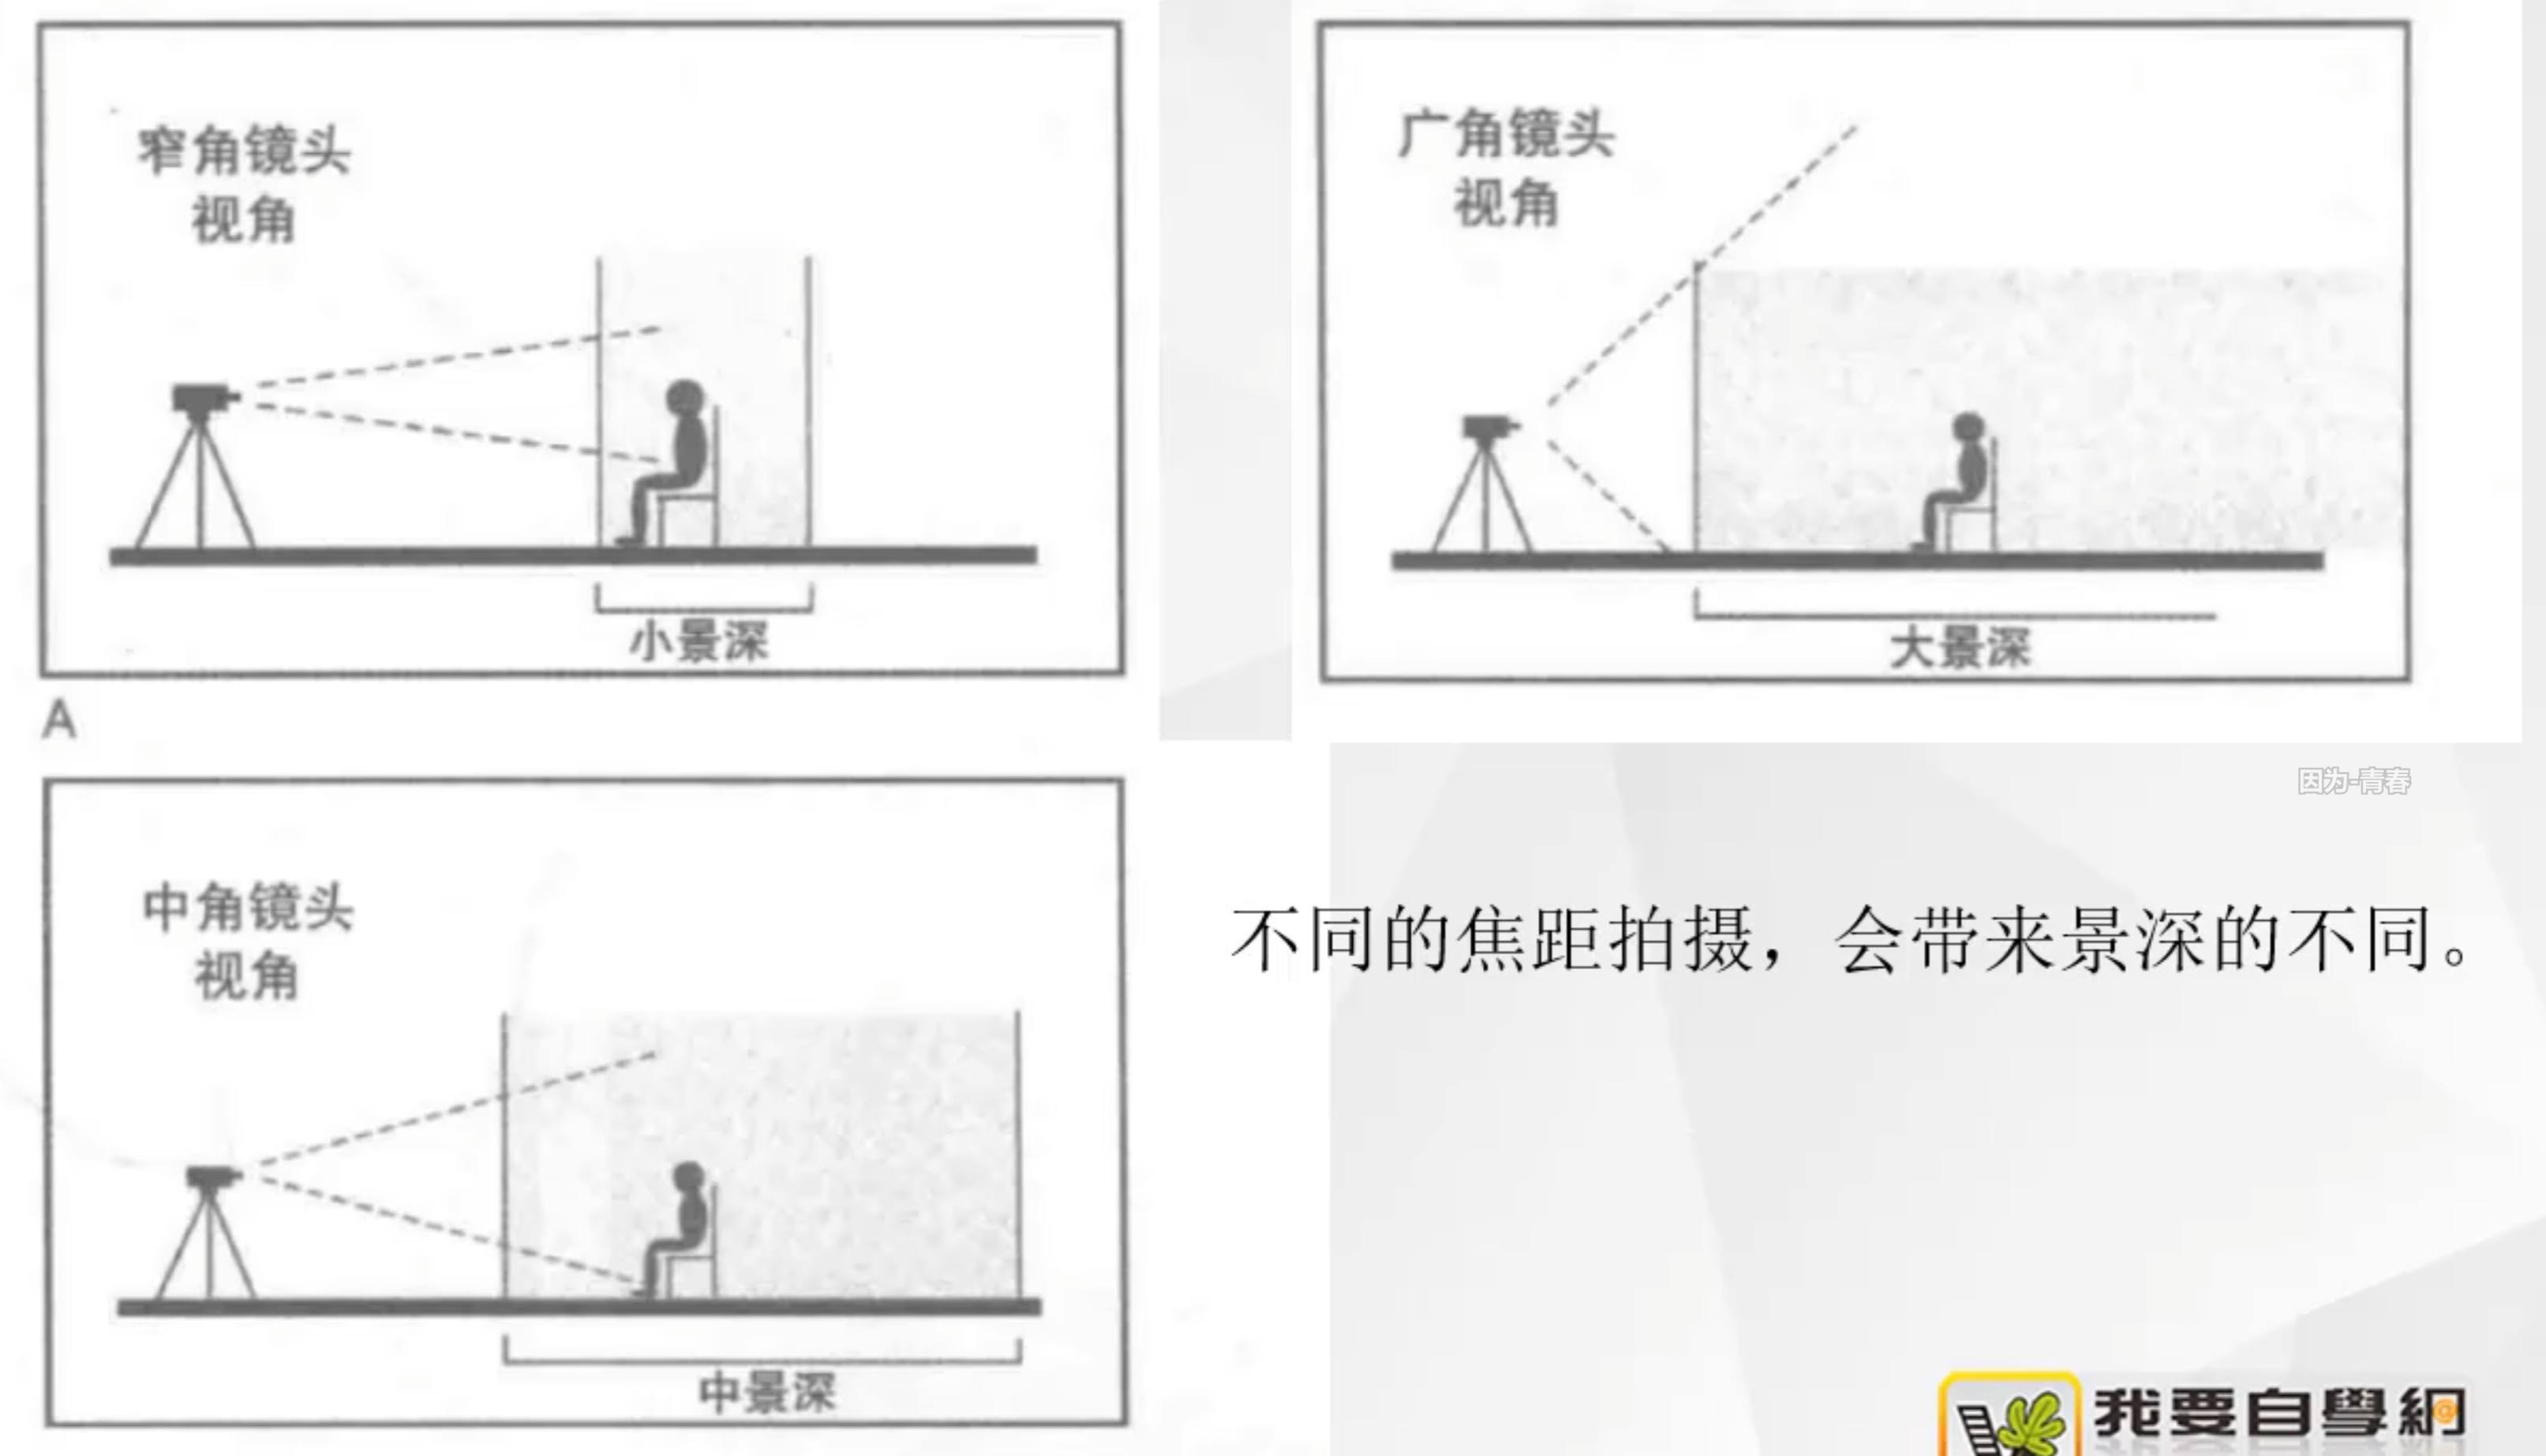 窄角镜头
视角
小景深
A
广角镜头
视角
大景深
中角镜头
视角
中景深
因为-青春
不同的焦距拍摄，会带来景深的不同。
我要自學網